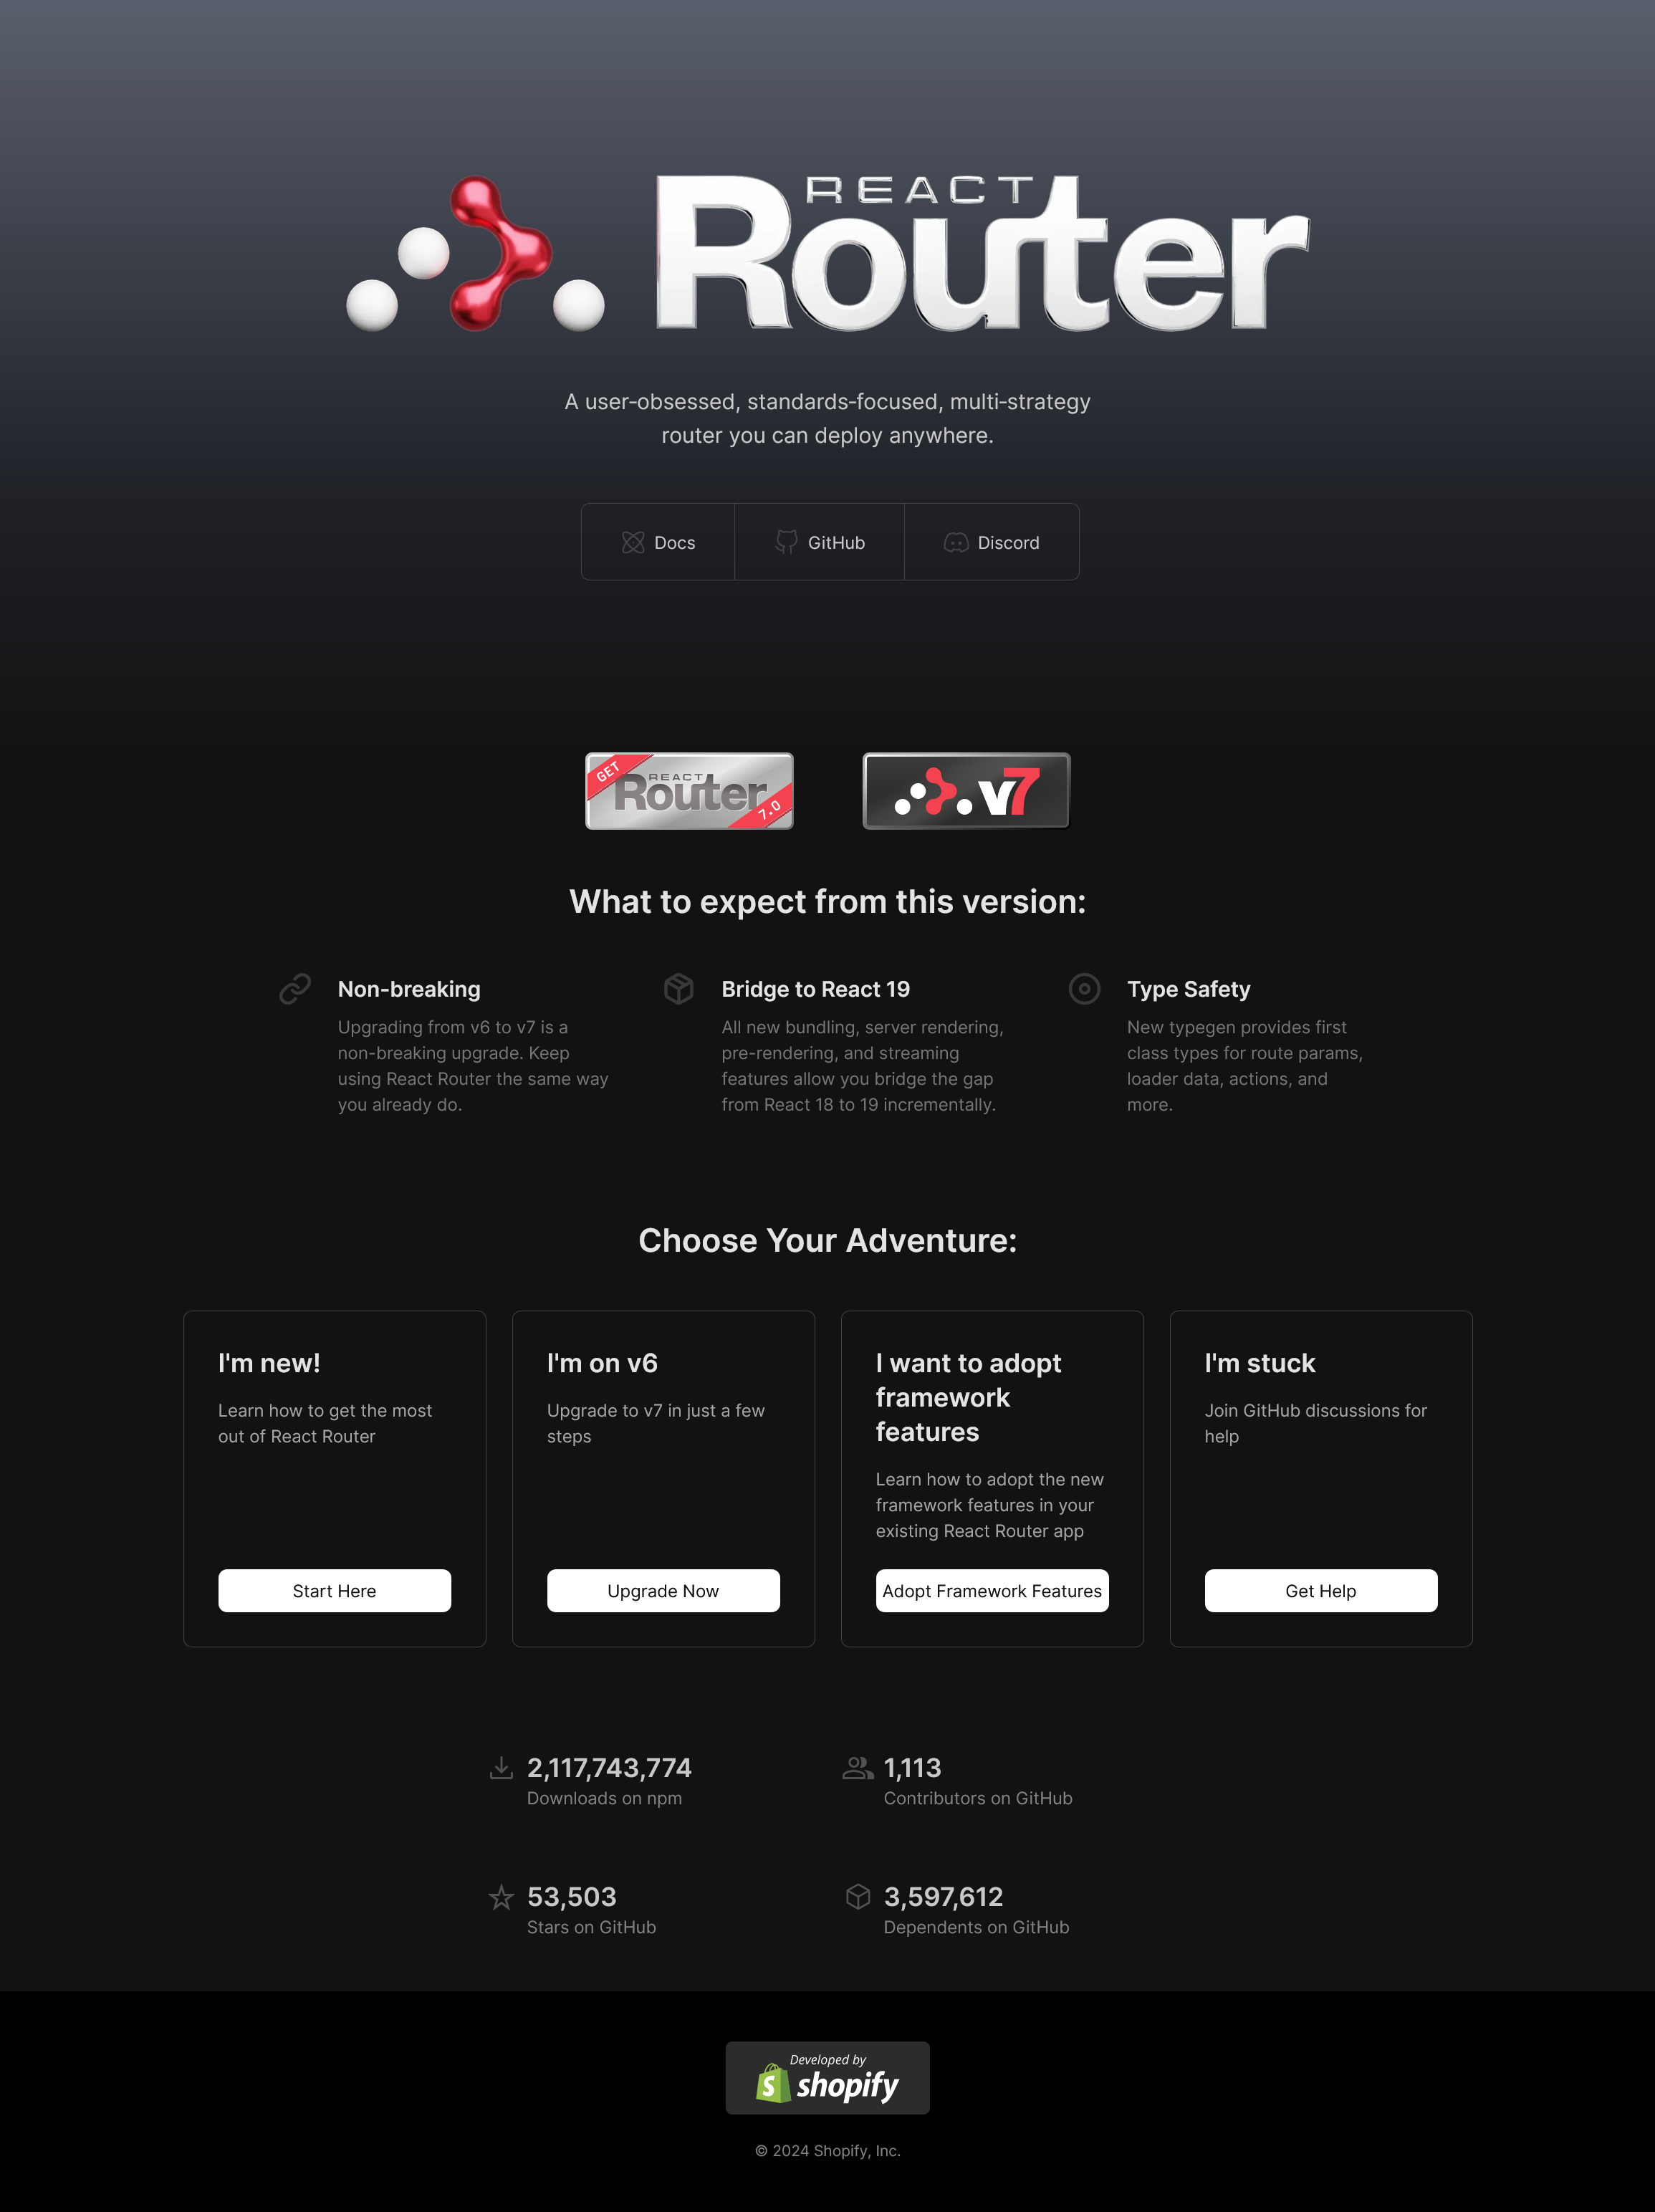 REACT
Router
A user-obsessed, standards-focused, multi-strategy
router you can deploy anywhere.
Docs
GitHub
Discord
GET
REACT
Router
7.0
v7
What to expect from this version:
Non-breaking
Upgrading from v6 to v7 is a
non-breaking upgrade. Keep
using React Router the same way
you already do.
Bridge to React 19
All new bundling, server rendering,
pre-rendering, and streaming
features allow you bridge the gap
from React 18 to 19 incrementally.
Type Safety
New typegen provides first
class types for route params,
loader data, actions, and
more.
Choose Your Adventure:
I'm new!
Learn how to get the most
out of React Router
Start Here
I'm on v6
Upgrade to v7 in just a few
steps
Upgrade Now
I want to adopt
framework
features
Learn how to adopt the new
framework features in your
existing React Router app
Adopt Framework Features
I'm stuck
Join GitHub discussions for
help
Get Help
2,117,743,774
Downloads on npm
1,113
Contributors on GitHub
53,503
Stars on GitHub
3,597,612
Dependents on GitHub
Developed by
shopify
© 2024 Shopify, Inc.